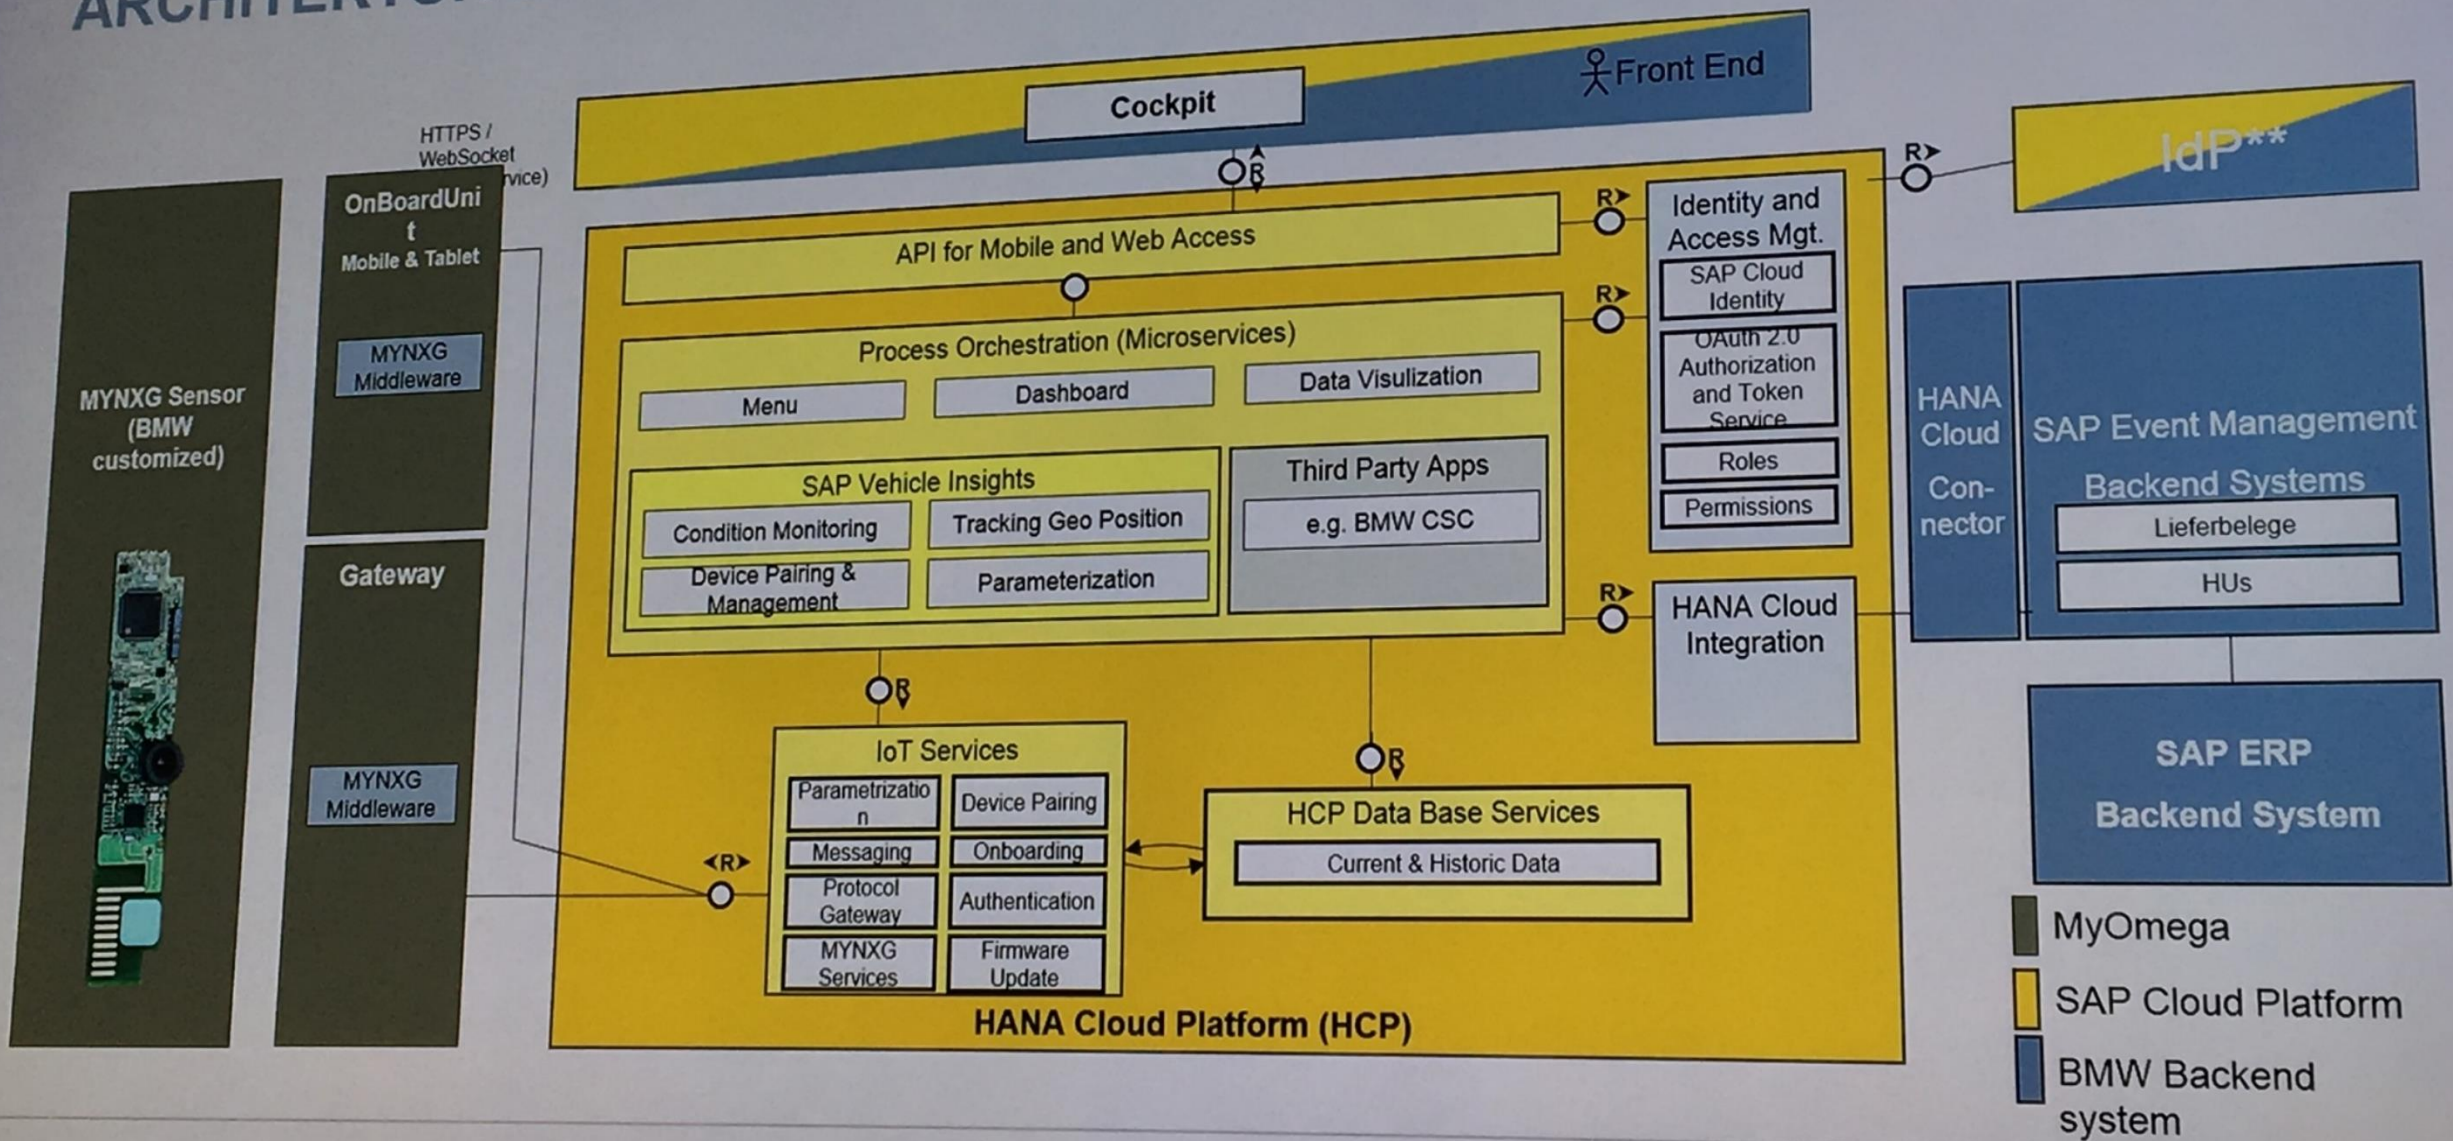 HTTPS /
WebSocket
rvice)
Cockpit
Front End
IdP**
R
R
MYNXG Sensor
(BMW
customized)
OnBoardUni
t
Mobile & Tablet
MYNXG
Middleware
Gateway
MYNXG
Middleware
API for Mobile and Web Access
R
Process Orchestration (Microservices)
R
Menu
Dashboard
Data Visulization
SAP Vehicle Insights
Condition Monitoring
Tracking Geo Position
Device Pairing &
Management
Parameterization
Third Party Apps
e.g. BMW CSC
Identity and
Access Mgt.
SAP Cloud
Identity
OAuth 2.0
Authorization
and Token
Service
Roles
Permissions
R
HANA Cloud
Integration
HANA
Cloud
Con-
nector
SAP Event Management
Backend Systems
Lieferbelege
HUs
SAP ERP
Backend System
R
R
<R>
IoT Services
Parametrizatio
n
Device Pairing
Messaging
Onboarding
Protocol
Gateway
Authentication
MYNXG
Services
Firmware
Update
HCP Data Base Services
Current & Historic Data
HANA Cloud Platform (HCP)
MyOmega
SAP Cloud Platform
BMW Backend
system